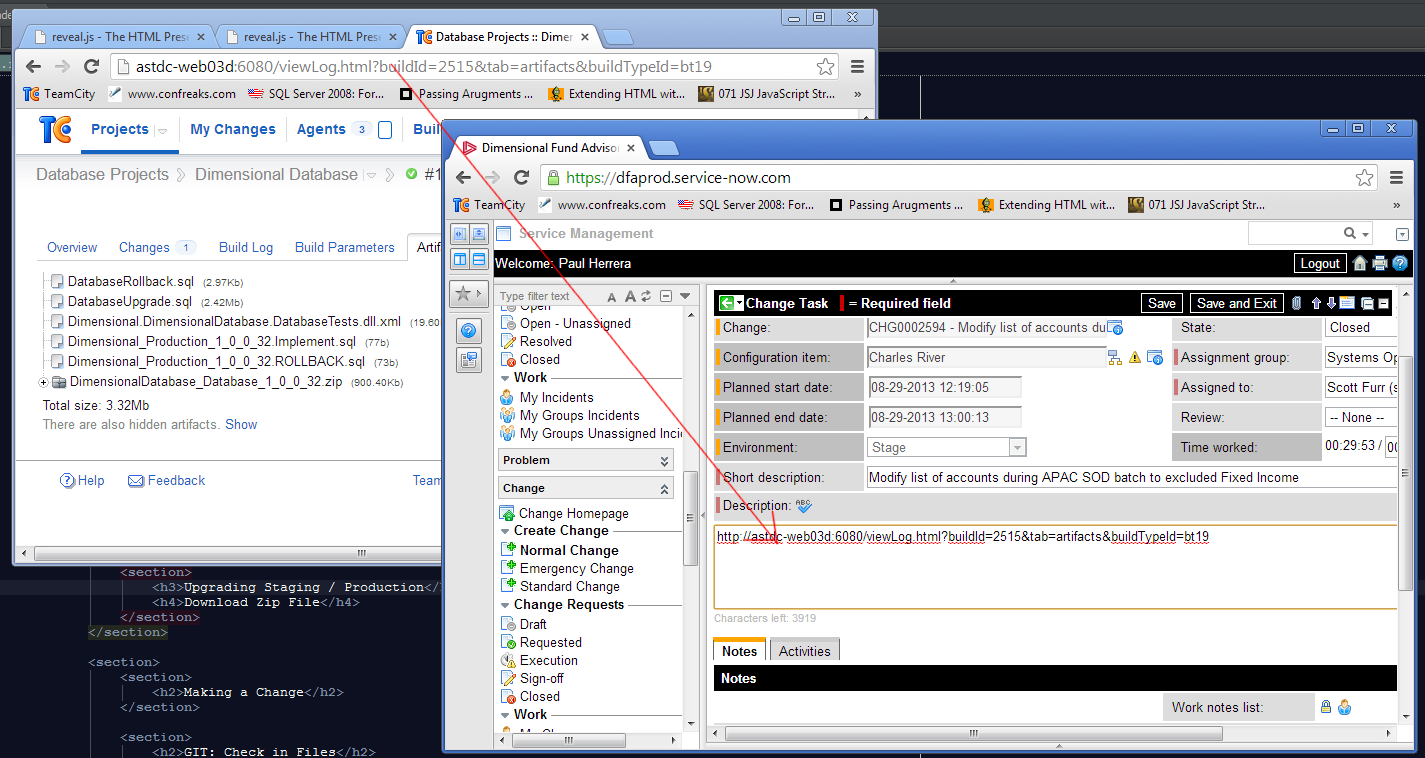 reveal.js - The HTML Prese
reveal.js - The HTML Prese
Database Projects :: Dimer
astdc-web03d:6080/viewLog.html?buildId=2515&tab=artifacts&buildTypeId=bt19
TeamCity
www.confreaks.com
SQL Server 2008: For...
Passing Arugments ...
Extending HTML wit...
071 JSJ JavaScript Str...
»
TC
Projects
My Changes
Agents 3
Buil
Database Projects
Dimensional Database
#1
Overview
Changes 1
Build Log
Build Parameters
Artif
DatabaseRollback.sql (2.97Kb)
DatabaseUpgrade.sql (2.42Mb)
Dimensional.DimensionalDatabase.DatabaseTests.dll.xml (19.60
Dimensional_Production_1_0_0_32.Implement.sql (77b)
Dimensional_Production_1_0_0_32.ROLLBACK.sql (73b)
DimensionalDatabase_Database_1_0_0_32.zip (900.40Kb)
Total size: 3.32Mb
There are also hidden artifacts. Show
Help
Feedback
Team
<section>
<h3>Upgrading Staging / Production</
<h4>Download Zip File</h4>
</section>
</section>
<section>
<section>
<h2>Making a Change</h2>
</section>
<section>
<h2>GIT: Check in Files</h2>
Dimensional Fund Adviso
https://dfaprod.service-now.com
TeamCity
www.confreaks.com
SQL Server 2008: For...
Passing Arugments ...
Extending HTML wit...
071 JSJ JavaScript Str...
»
Service Management
Welcome: Paul Herrera
Logout
Type filter text
A A
Open
Open - Unassigned
Resolved
Closed
Work
My Incidents
My Groups Incidents
My Groups Unassigned Inci
Problem
Change
Change Homepage
Create Change
Normal Change
Emergency Change
Standard Change
Change Requests
Draft
Requested
Execution
Sign-off
Closed
Work
Change Task
= Required field
Save
Save and Exit
Change:
CHG0002594 - Modify list of accounts du
State:
Closed
Configuration item:
Charles River
Assignment group:
Systems Op
Planned start date:
08-29-2013 12:19:05
Assigned to:
Scott Furr (s
Planned end date:
08-29-2013 13:00:13
Review:
-- None --
Environment:
Stage
Time worked:
00:29:53 / 00
Short description:
Modify list of accounts during APAC SOD batch to excluded Fixed Income
Description:
ABC
http://astdc-web03d:6080/viewLog.html?buildId=2515&tab=artifacts&buildTypeId=bt19
Characters left: 3919
Notes
Activities
Notes
Work notes list: